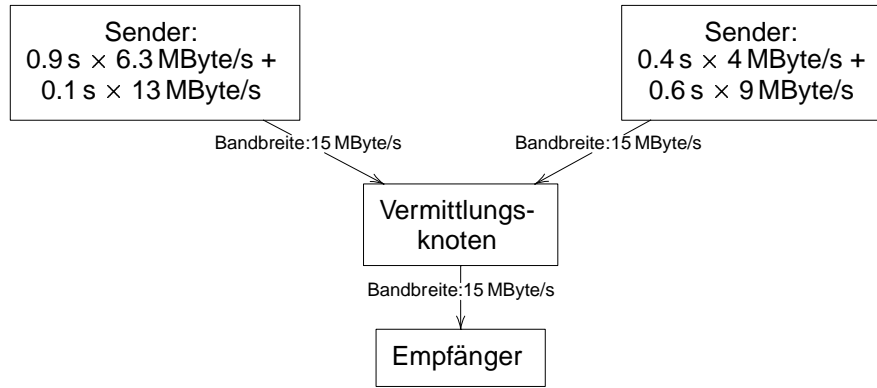 Sender:
0.9 s × 6.3 MByte/s +
0.1 s × 13 MByte/s
Sender:
0.4 s × 4 MByte/s +
0.6 s × 9 MByte/s
Bandbreite:15 MByte/s
Bandbreite:15 MByte/s
Vermittlungs-
knoten
Bandbreite:15 MByte/s
Empfänger